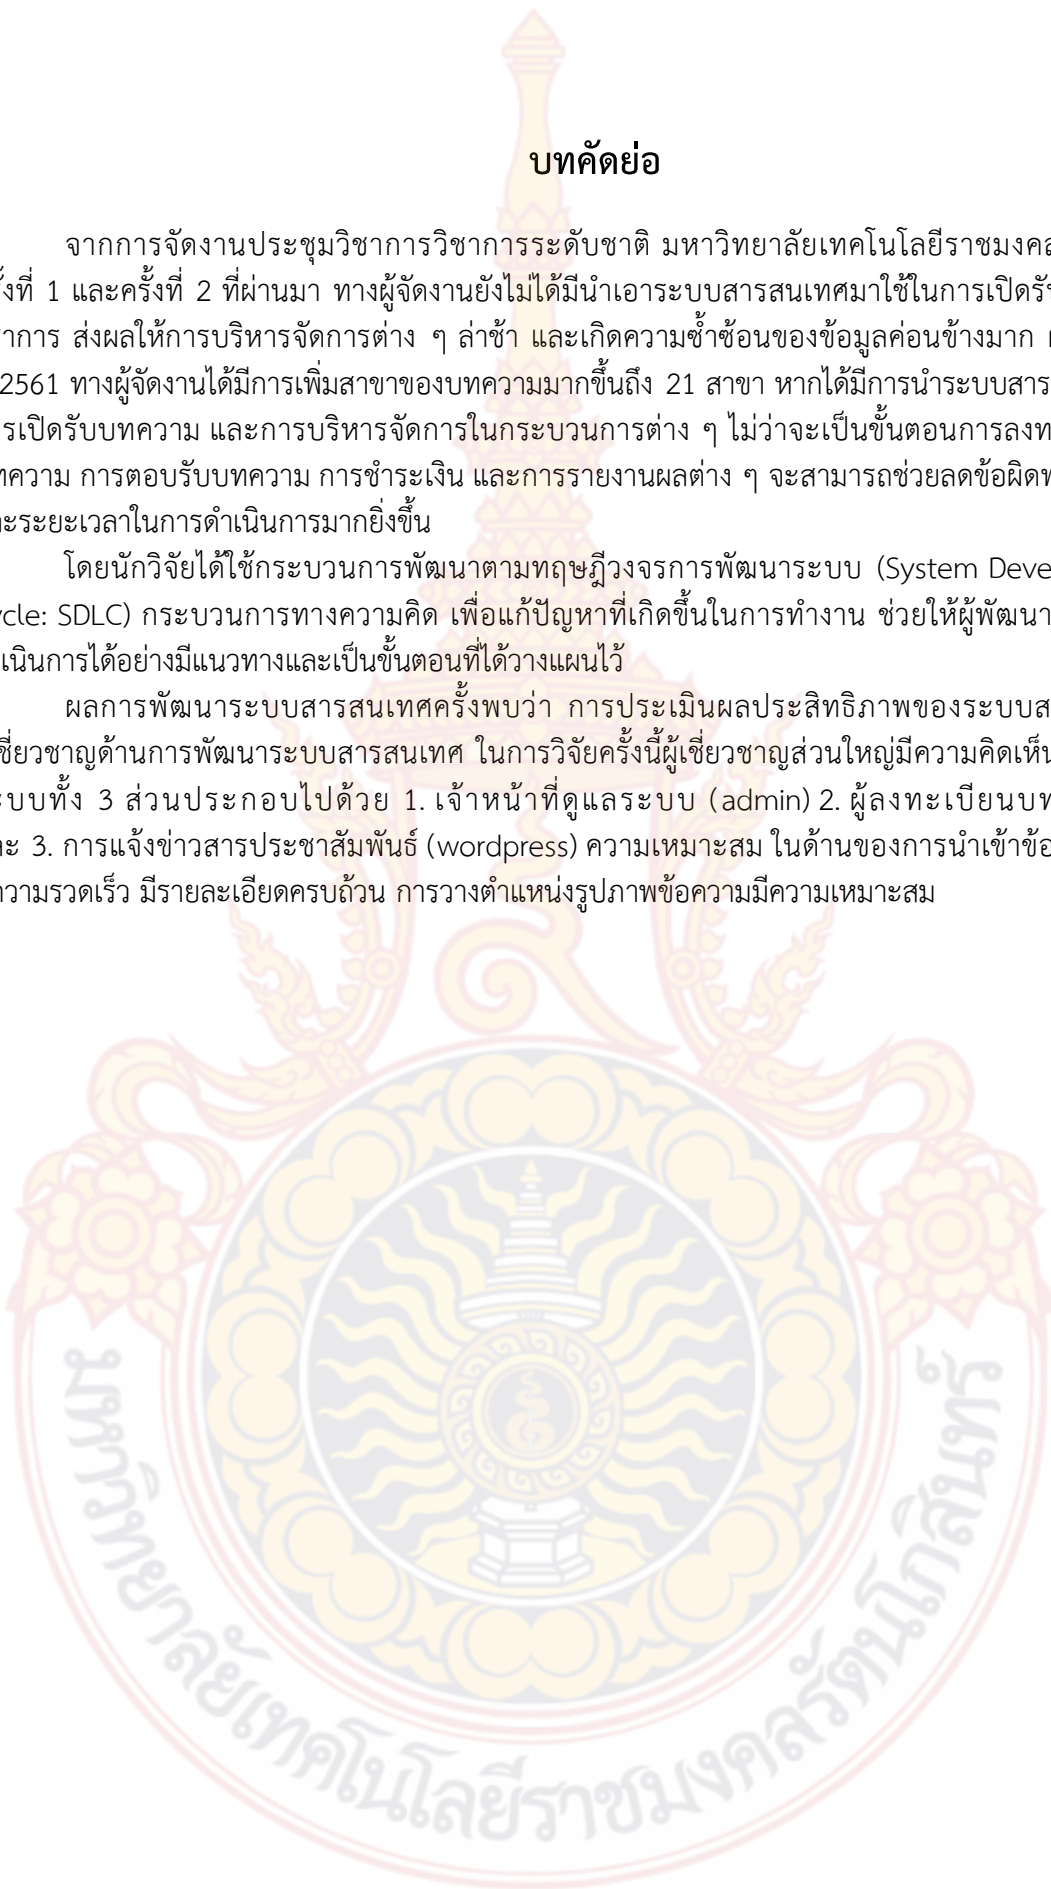 บทคัดย่อ
จากการจัดงานประชุมวิชาการวิชาการระดับชาติ มหาวิทยาลัยเทคโนโลยีราชมงคล
ที่ 1 และครั้งที่ 2 ที่ผ่านมา ทางผู้จัดงานยังไม่ได้มีนำเอาระบบสารสนเทศมาใช้ในการเปิดรั
าการ ส่งผลให้การบริหารจัดการต่าง ๆ ล่าช้า และเกิดความซ้ำซ้อนของข้อมูลค่อนข้างมาก
2561 ทางผู้จัดงานได้มีการเพิ่มสาขาของบทความมากขึ้นถึง 21 สาขา หากได้มีการนำระบบสาร
รเปิดรับบทความ และการบริหารจัดการในกระบวนการต่าง ๆ ไม่ว่าจะเป็นขั้นตอนการลงท
ทความ การตอบรับบทความ การชำระเงิน และการรายงานผลต่าง ๆ จะสามารถช่วยลดข้อผิดพ
ะระยะเวลาในการดำเนินการมากยิ่งขึ้น
โดยนักวิจัยได้ใช้กระบวนการพัฒนาตามทฤษฎีวงจรการพัฒนาระบบ (System Deve
ycle: SDLC) กระบวนการทางความคิด เพื่อแก้ปัญหาที่เกิดขึ้นในการทำงาน ช่วยให้ผู้พัฒนา
เนินการได้อย่างมีแนวทางและเป็นขั้นตอนที่ได้วางแผนไว้
ผลการพัฒนาระบบสารสนเทศครั้งพบว่า การประเมินผลประสิทธิภาพของระบบส
เชี่ยวชาญด้านการพัฒนาระบบสารสนเทศ ในการวิจัยครั้งนี้ผู้เชี่ยวชาญส่วนใหญ่มีความคิดเห็น
ะบบทั้ง 3 ส่วนประกอบไปด้วย 1. เจ้าหน้าที่ดูแลระบบ (admin) 2. ผู้ลงทะเบียนบท
ละ 3. การแจ้งข่าวสารประชาสัมพันธ์ (wordpress) ความเหมาะสม ในด้านของการนำเข้าข้อ
ความรวดเร็ว มีรายละเอียดครบถ้วน การวางตำแหน่งรูปภาพข้อความมีความเหมาะสม
มหาวิทยาลัยเทคโนโลยีราชมงคลรัตนโกสินทร์